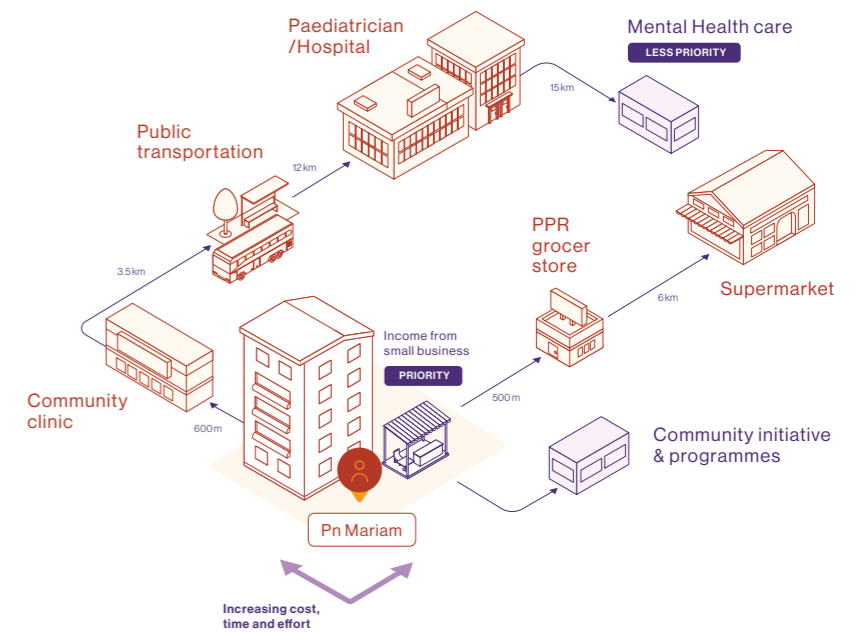 Paediatrician
/Hospital
Mental Health care
LESS PRIORITY
15km
Public
transportation
12km
3.5km
PPR
grocer
store
6km
Supermarket
Income from
small business
PRIORITY
500m
Community
clinic
600m
Community initiative
& programmes
Pn Mariam
Increasing cost,
time and effort